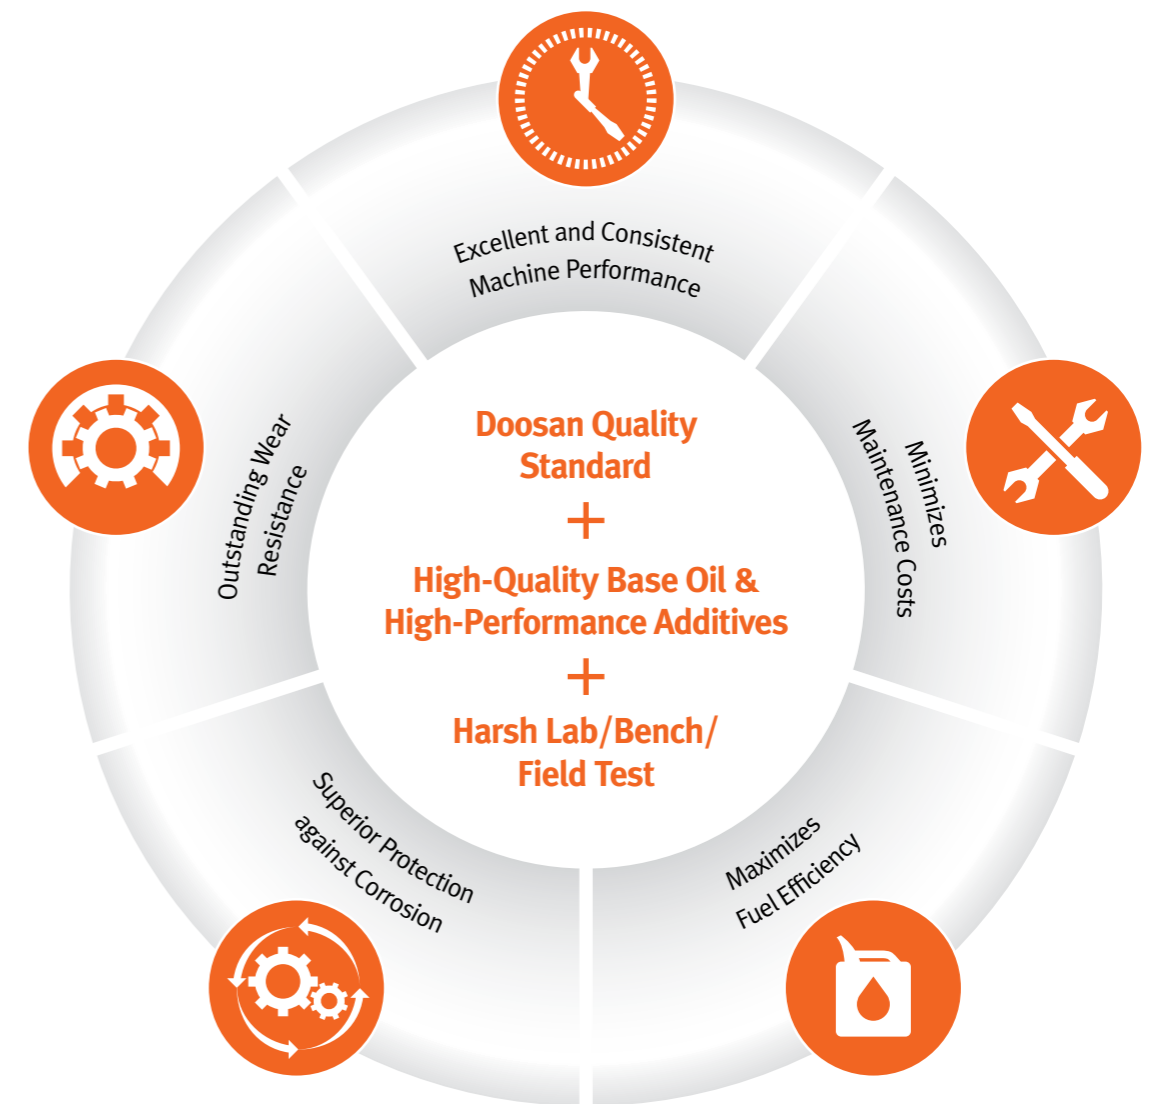 Excellent and Consistent
Machine Performance
Minimizes
Maintenance Costs
Maximizes
Fuel Efficiency
Superior Protection
against Corrosion
Outstanding Wear
Resistance
Doosan Quality
Standard
+
High-Quality Base Oil &
High-Performance Additives
+
Harsh Lab/Bench/
Field Test